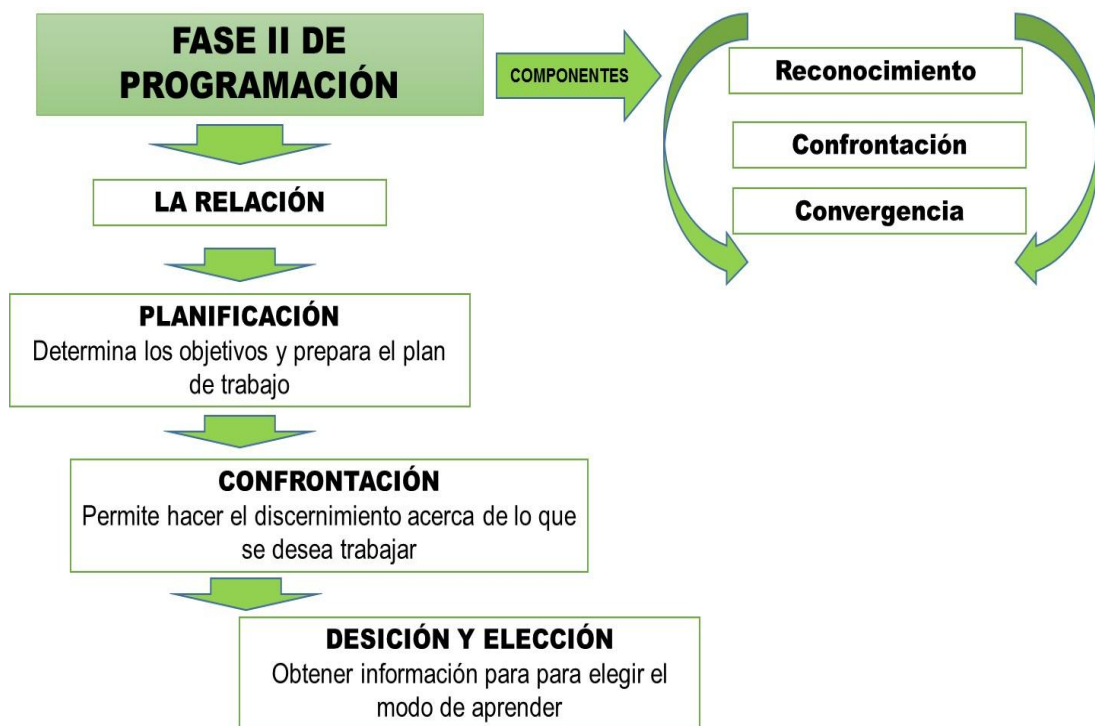 FASE II DE
PROGRAMACIÓN
COMPONENTES
Reconocimiento
Confrontación
Convergencia
LA RELACIÓN
PLANIFICACIÓN
Determina los objetivos y prepara el plan
de trabajo
CONFRONTACIÓN
Permite hacer el discernimiento acerca de lo que
se desea trabajar
DESICIÓN Y ELECCIÓN
Obtener información para para elegir el
modo de aprender